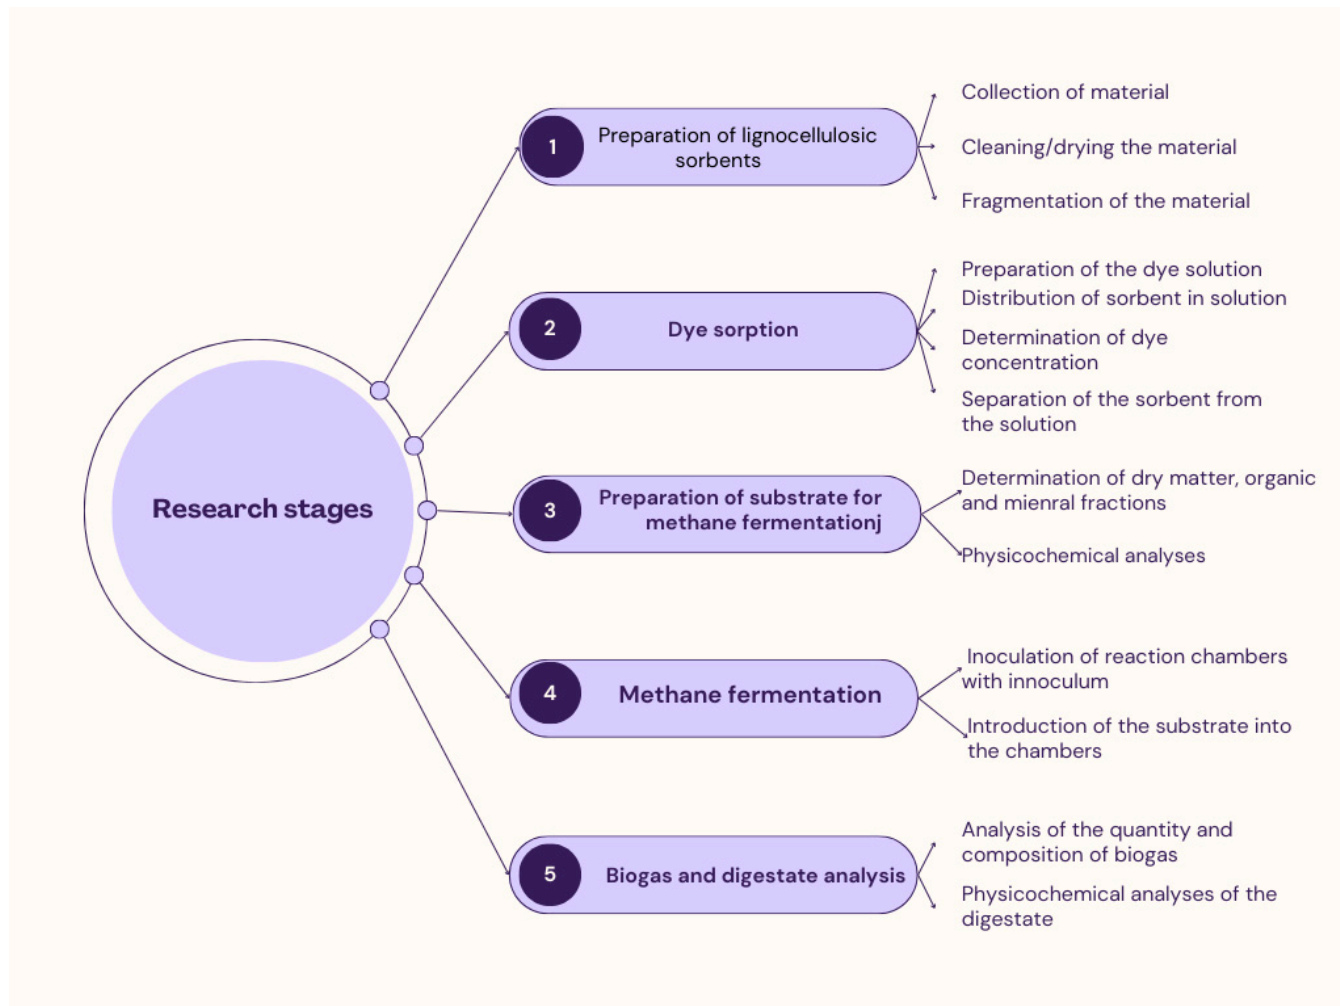 Research stages
1
Preparation of lignocellulosic
sorbents
Collection of material
Cleaning/drying the material
Fragmentation of the material
2
Dye sorption
Preparation of the dye solution
Distribution of sorbent in solution
Determination of dye
concentration
Separation of the sorbent from
the solution
3
Preparation of substrate for
methane fermentationj
Determination of dry matter, organic
and mienral fractions
Physicochemical analyses
4
Methane fermentation
Inoculation of reaction chambers
with innoculum
Introduction of the substrate into
the chambers
5
Biogas and digestate analysis
Analysis of the quantity and
composition of biogas
Physicochemical analyses of the
digestate